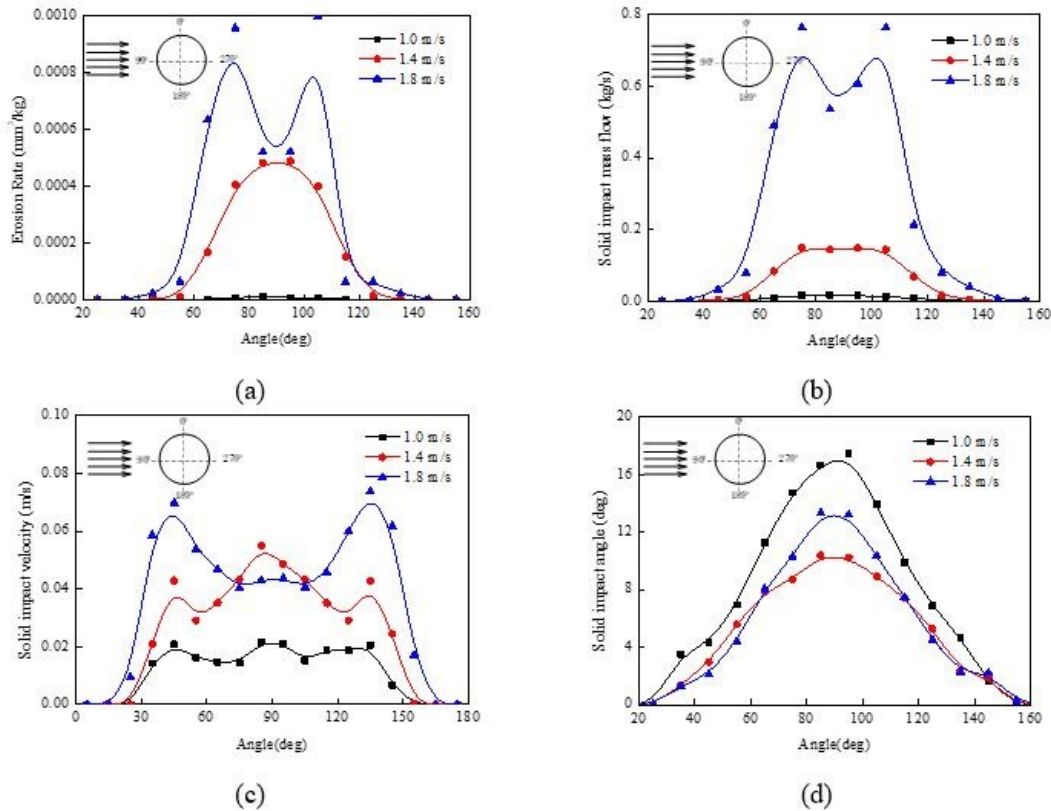 0.0010
0.0008
0.0006
0.0004
0.0002
0.0000
Erosion Rate (mm³/kg)
0°
90°
270°
180°
1.0 m/s
1.4 m/s
1.8 m/s
20 40 60 80 100 120 140 160
Angle(deg)
(a)
0.8
0.6
0.4
0.2
0.0
Solid impact mass flow (kg/s)
0°
90°
270°
180°
1.0 m/s
1.4 m/s
1.8 m/s
20 40 60 80 100 120 140 160
Angle(deg)
(b)
0.10
0.08
0.06
0.04
0.02
0.00
Solid impact velocity (m/s)
0°
90°
270°
180°
1.0 m/s
1.4 m/s
1.8 m/s
0 30 60 90 120 150 180
Angle(deg)
(c)
20
16
12
8
4
0
Solid impact angle (deg)
0°
90°
270°
180°
1.0 m/s
1.4 m/s
1.8 m/s
20 40 60 80 100 120 140 160
Angle(deg)
(d)